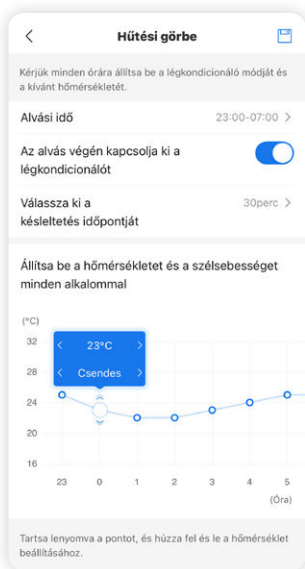 Hűtési görbe
Kérjük minden órára állítsa be a légkondicionáló módját és
a kívánt hőmérsékletét.
Alvási idő 23:00-07:00
Az alvás végén kapcsolja ki a
légkondicionálót
Válassza ki a 30perc
késleltetés időpontját
Állítsa be a hőmérsékletet és a szélsebességet
minden alkalommal
(°C)
32
23°C
28
Csendes
24
20
16
23 0 1 2 3 4 5
(Óra)
Tartsa lenyomva a pontot, és húzza fel és le a hőmérséklet
beállításához.